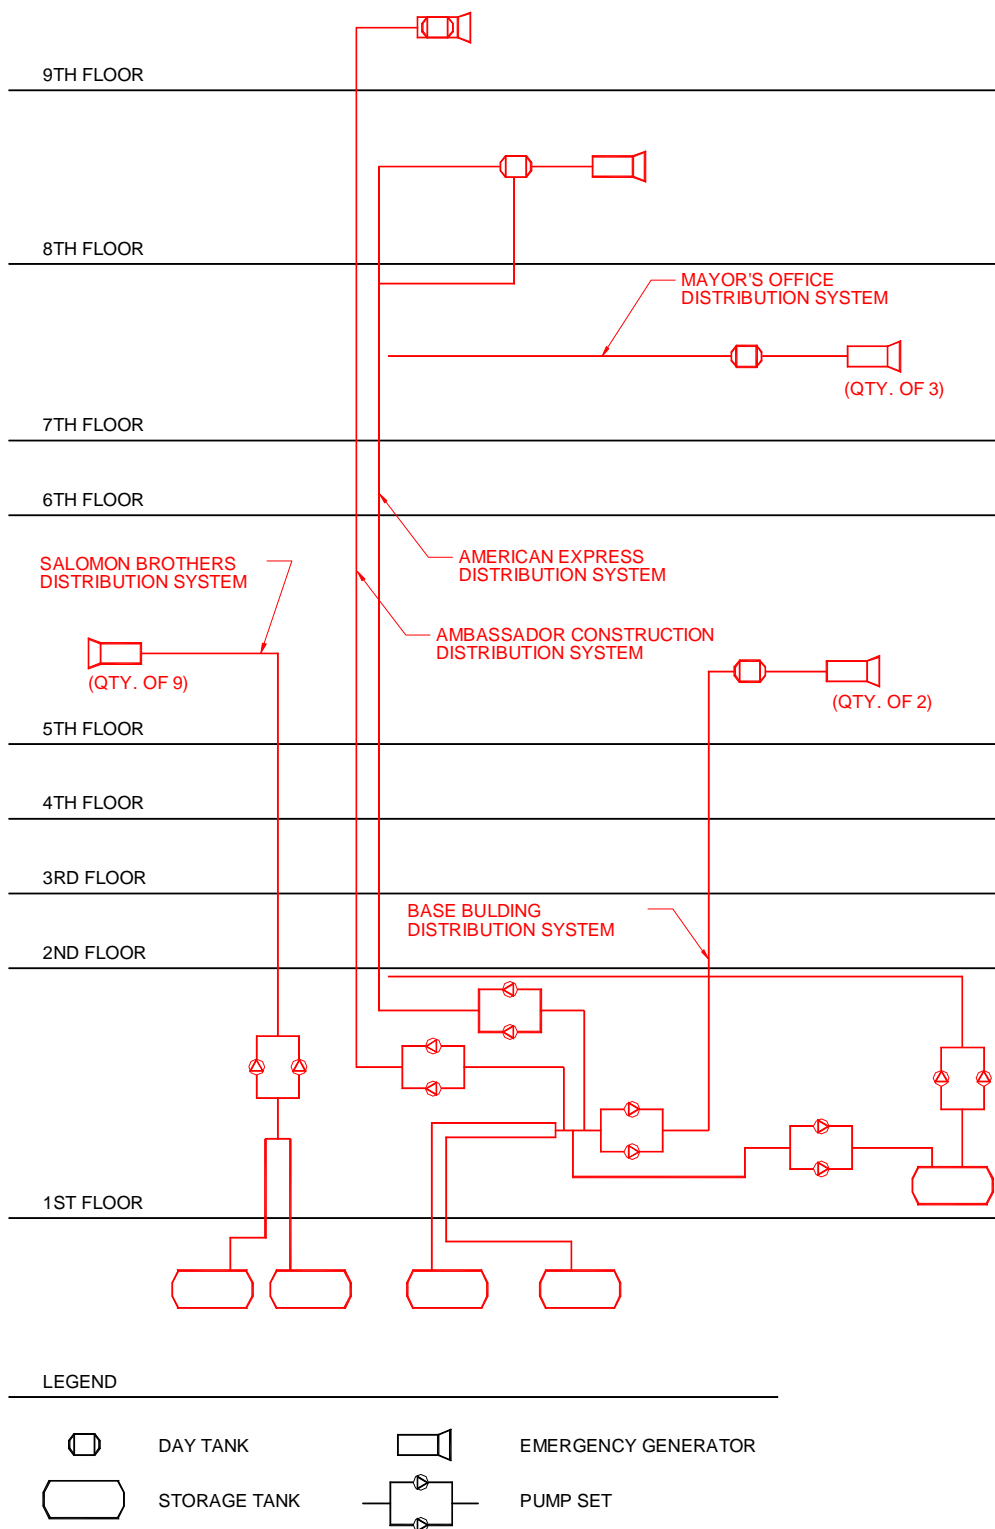 9TH FLOOR
8TH FLOOR
MAYOR'S OFFICE
DISTRIBUTION SYSTEM
(QTY. OF 3)
7TH FLOOR
6TH FLOOR
SALOMON BROTHERS
DISTRIBUTION SYSTEM
AMERICAN EXPRESS
DISTRIBUTION SYSTEM
AMBASSADOR CONSTRUCTION
DISTRIBUTION SYSTEM
(QTY. OF 9)
(QTY. OF 2)
5TH FLOOR
4TH FLOOR
3RD FLOOR
BASE BULDING
DISTRIBUTION SYSTEM
2ND FLOOR
1ST FLOOR
LEGEND
DAY TANK
EMERGENCY GENERATOR
STORAGE TANK
PUMP SET